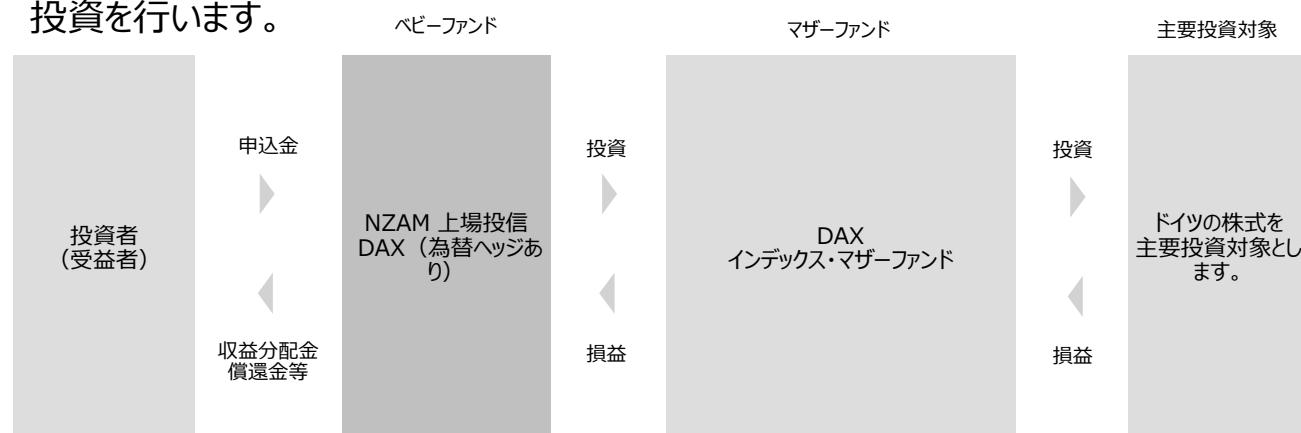 投資を行います。
ベビーファンド
マザーファンド
主要投資対象
投資者
（受益者）
申込金
収益分配金
償還金等
NZAM 上場投信
DAX（為替ヘッジあ
り）
投資
損益
DAX
インデックス・マザーファンド
投資
損益
ドイツの株式を
主要投資対象とし
ます。